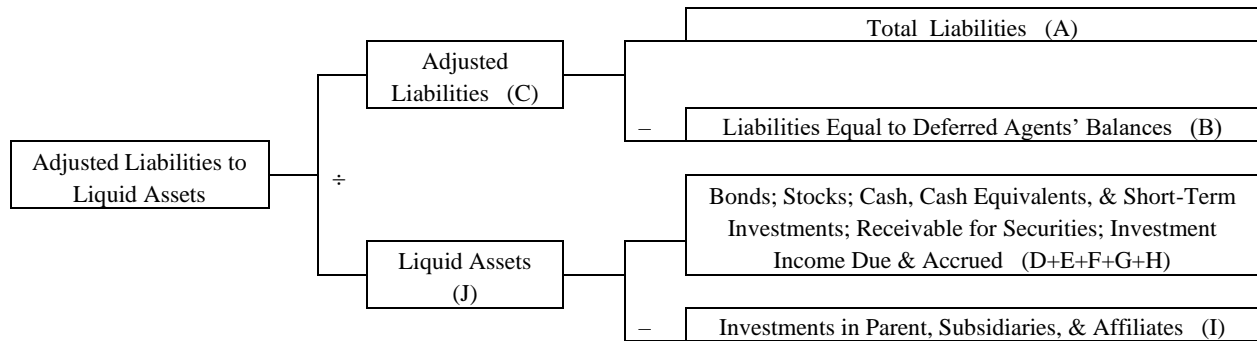 Total Liabilities (A)
Adjusted
Liabilities (C)
– Liabilities Equal to Deferred Agents’ Balances (B)
Adjusted Liabilities to
Liquid Assets
÷
Bonds; Stocks; Cash, Cash Equivalents, & Short-Term
Investments; Receivable for Securities; Investment
Income Due & Accrued (D+E+F+G+H)
Liquid Assets
(J)
– Investments in Parent, Subsidiaries, & Affiliates (I)